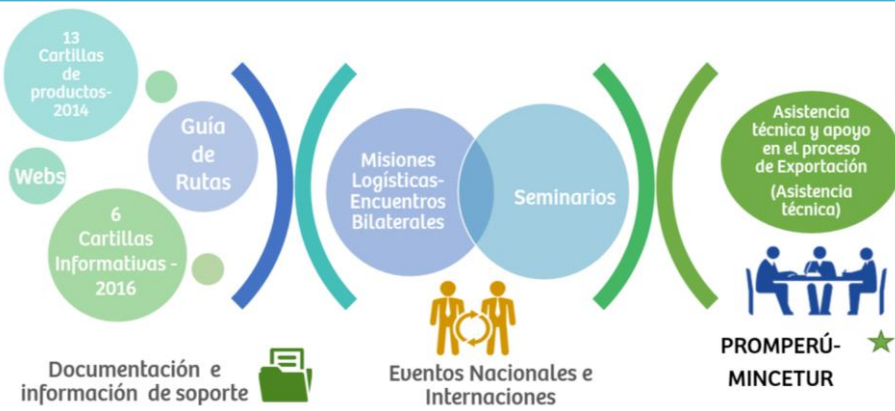 13
Cartillas
de
productos-
2014
Guía
de
Rutas
Webs
6
Cartillas
Informativas -
2016
Documentación e
información de soporte
Misiones
Logísticas-
Encuentros
Bilaterales
Seminarios
Eventos Nacionales e
Internaciones
Asistencia
técnica y apoyo
en el proceso
de Exportación
(Asistencia
técnica)
PROMPERÚ-
MINCETUR